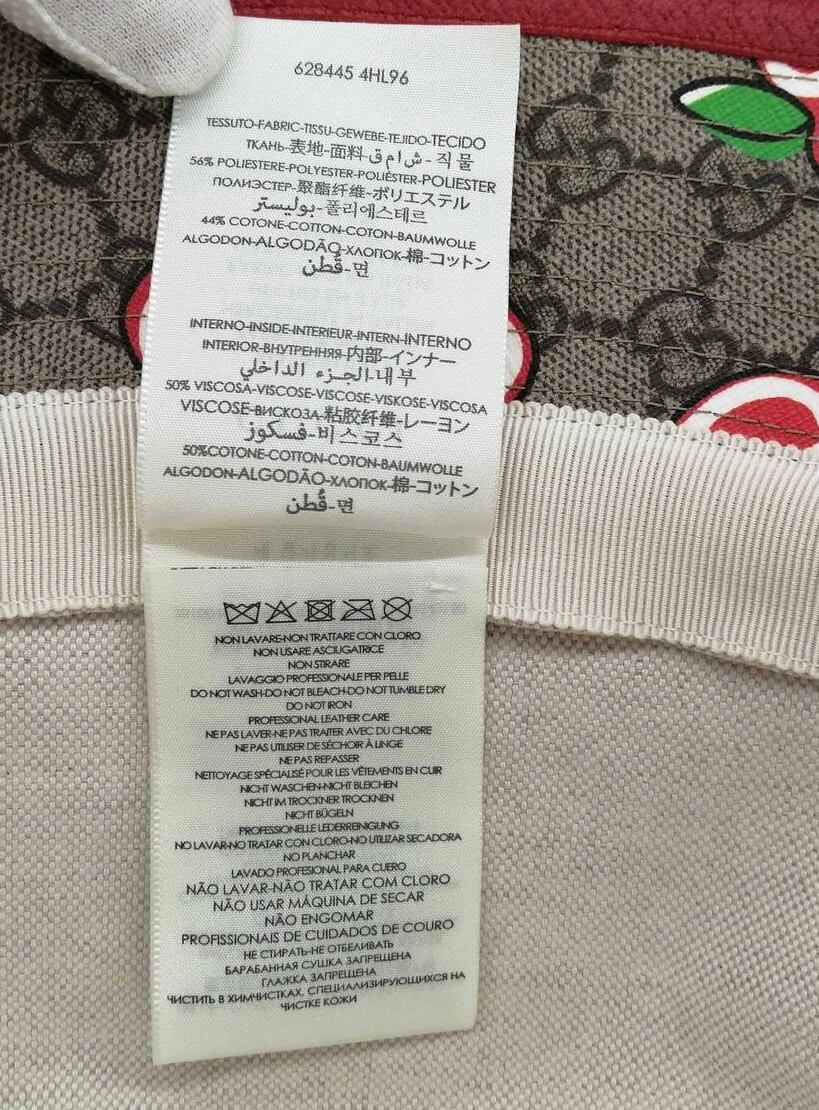 628445 4HL96
TESSUTO-FABRIC-TISSU-GEWEBE-TEJIDO-TECIDO
ТКАНЬ-表地-面料-قماش-직물
56% POLIESTERE-POLYESTER-POLIÉSTER-POLIESTER
ПОЛИЭСТЕР-聚酯纤维-ポリエステル
بوليستر-폴리에스테르
44% COTONE-COTTON-COTON-BAUMWOLLE
ALGODON-ALGODÃO-ХЛОПОК-棉-コットン
قُطن-면
INTERNO-INSIDE-INTERIEUR-INTERN-INTERNO
INTERIOR-ВНУТРЕННЯЯ-内部-インナー
الجزء الداخلي-내부
50% VISCOSA-VISCOSE-VISCOSE-VISKOSE-VISCOSA
VISCOSE-ВИСКОЗА-粘胶纤维-レーヨン
فسكوز-비스코스
50%COTONE-COTTON-COTON-BAUMWOLLE
ALGODON-ALGODÃO-ХЛОПОК-棉-コットン
قُطن-면
NON LAVARE-NON TRATTARE CON CLORO
NON USARE ASCIUGATRICE
NON STIRARE
LAVAGGIO PROFESSIONALE PER PELLE
DO NOT WASH-DO NOT BLEACH-DO NOT TUMBLE DRY
DO NOT IRON
PROFESSIONAL LEATHER CARE
NE PAS LAVER-NE PAS TRAITER AVEC DU CHLORE
NE PAS UTILISER DE SÉCHOIR À LINGE
NE PAS REPASSER
NETTOYAGE SPÉCIALISÉ POUR LES VÊTEMENTS EN CUIR
NICHT WASCHEN-NICHT BLEICHEN
NICHT IM TROCKNER TROCKNEN
NICHT BÜGELN
PROFESSIONELLE LEDERREINIGUNG
NO LAVAR-NO TRATAR CON CLORO-NO UTILIZAR SECADORA
NO PLANCHAR
LAVADO PROFESIONAL PARA CUERO
NÃO LAVAR-NÃO TRATAR COM CLORO
NÃO USAR MÁQUINA DE SECAR
NÃO ENGOMAR
PROFISSIONAIS DE CUIDADOS DE COURO
НЕ СТИРАТЬ-НЕ ОТБЕЛИВАТЬ
БАРАБАННАЯ СУШКА ЗАПРЕЩЕНА
ГЛАЖКА ЗАПРЕЩЕНА
ЧИСТИТЬ В ХИМЧИСТКАХ, СПЕЦИАЛИЗИРУЮЩИХСЯ НА
ЧИСТКЕ КОЖИ